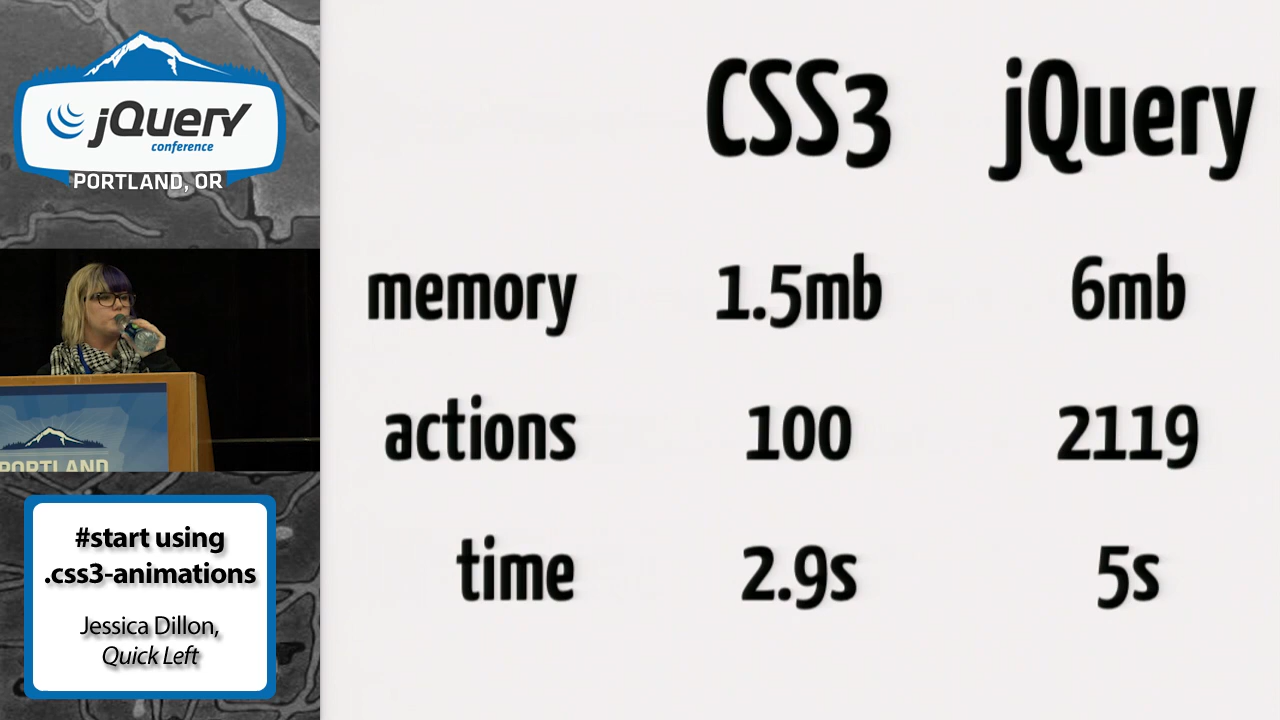 jQuery
conference
PORTLAND, OR
PORTLAND
#start using
.css3-animations
Jessica Dillon,
Quick Left
CSS3 jQuery
memory 1.5mb 6mb
actions 100 2119
time 2.9s 5s